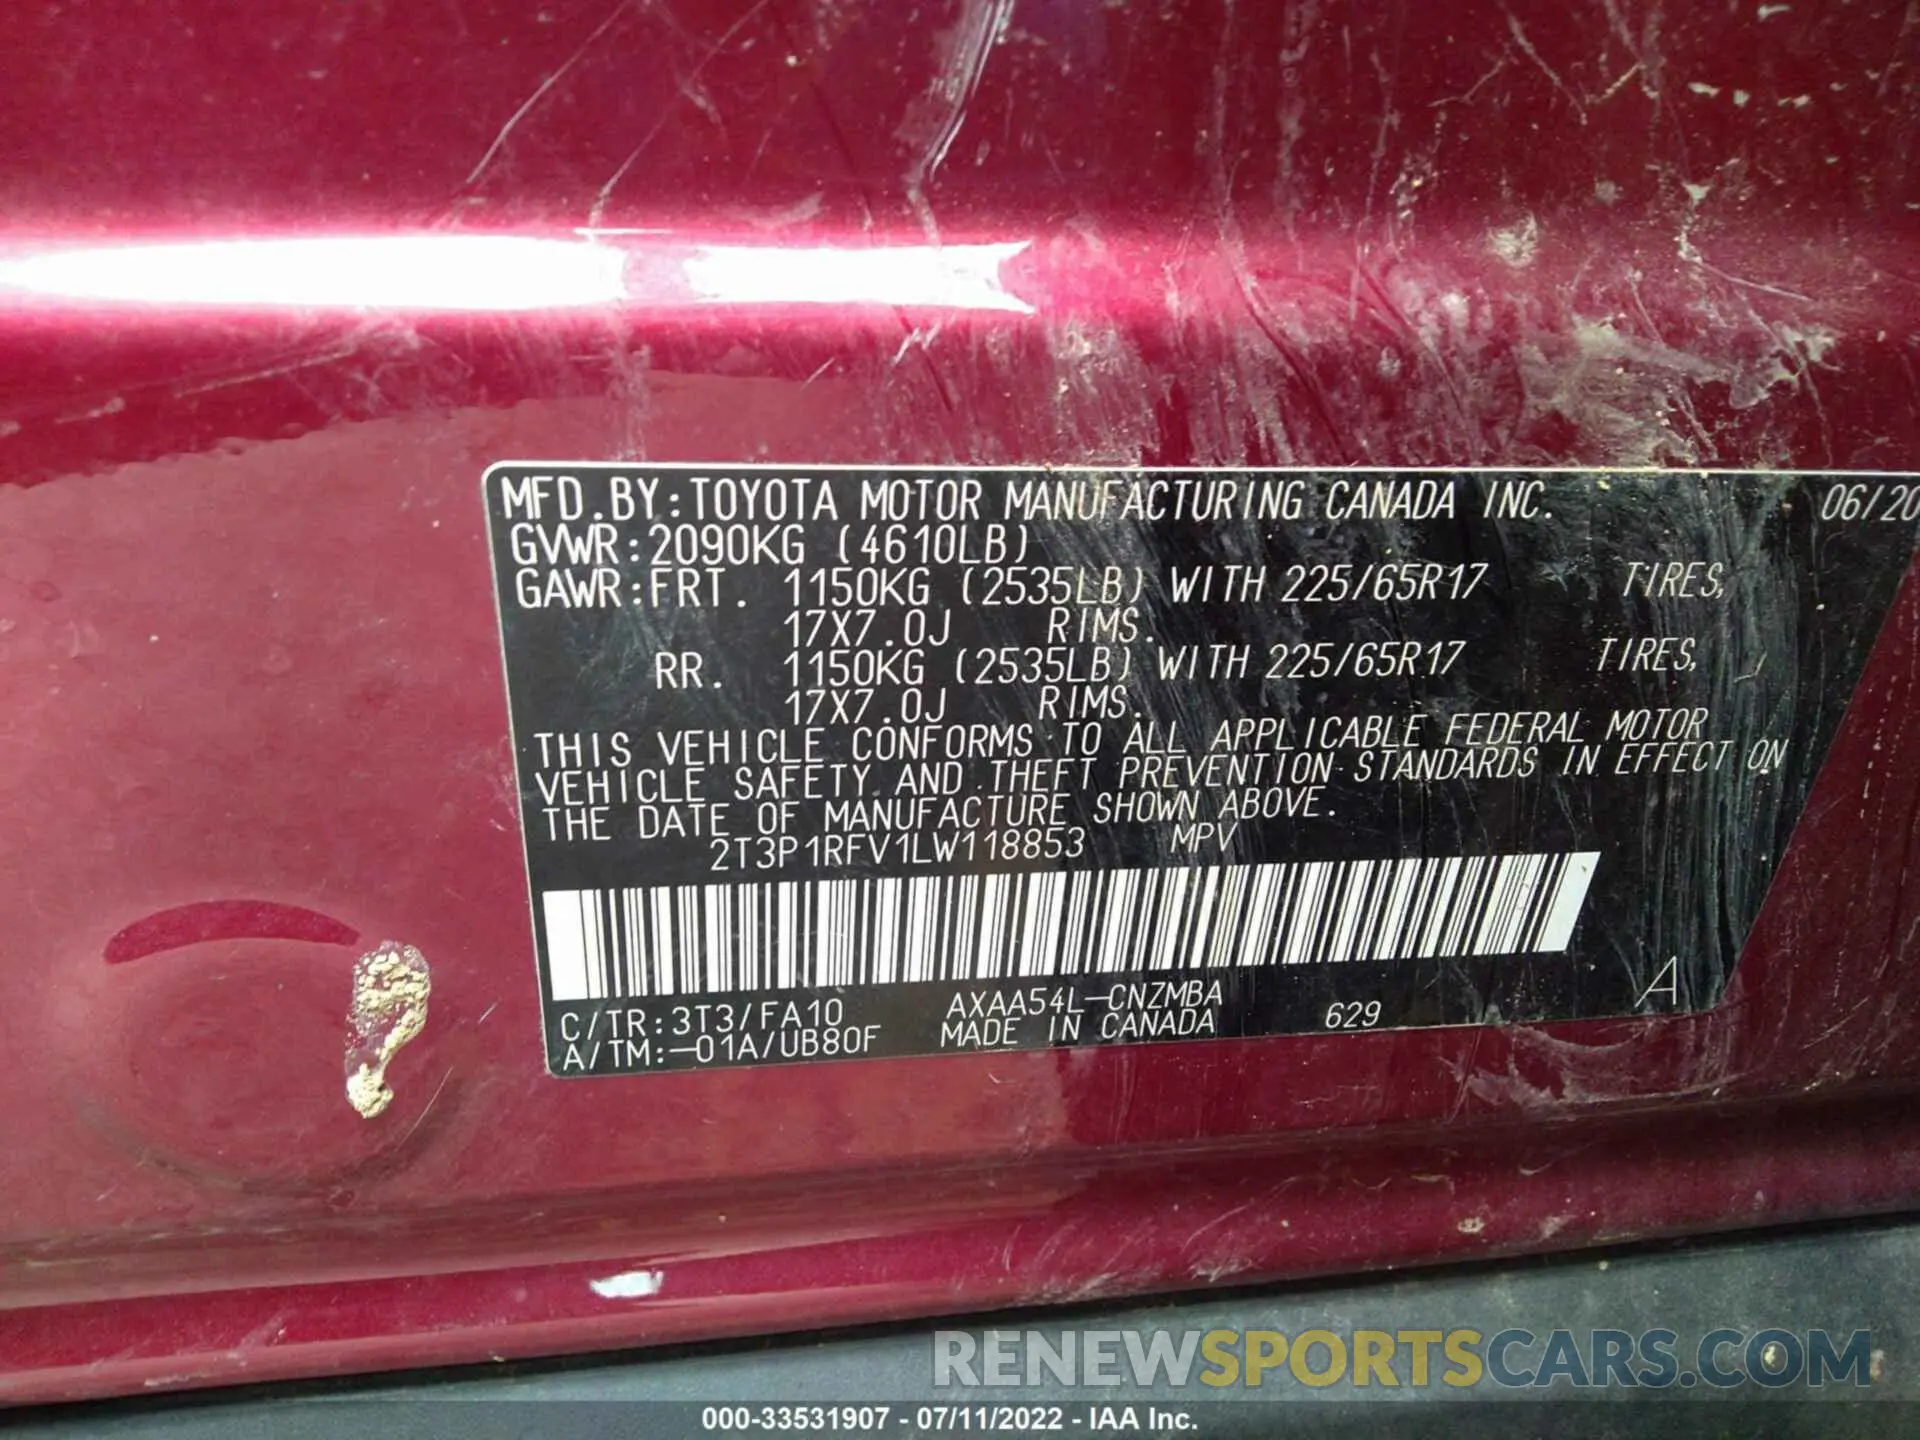 MFD.BY:TOYOTA MOTOR MANUFACTURING CANADA INC. 06/20
GVWR:2090KG (4610LB)
GAWR:FRT. 1150KG (2535LB) WITH 225/65R17 TIRES,
17X7.0J RIMS.
RR. 1150KG (2535LB) WITH 225/65R17 TIRES,
17X7.0J RIMS.
THIS VEHICLE CONFORMS TO ALL APPLICABLE FEDERAL MOTOR
VEHICLE SAFETY AND THEFT PREVENTION STANDARDS IN EFFECT ON
THE DATE OF MANUFACTURE SHOWN ABOVE.
2T3P1RFV1LW118853 MPV
C/TR:3T3/FA10 AXAA54L-CNZMBA 629 A
A/TM:-01A/UB80F MADE IN CANADA
RENEWSPORTSCARS.COM
000-33531907 - 07/11/2022 - IAA Inc.